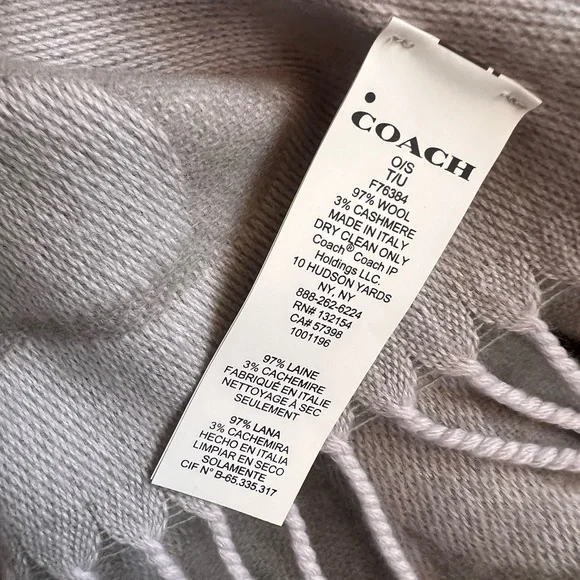 COACH
O/S
T/U
F76384
97% WOOL
3% CASHMERE
MADE IN ITALY
DRY CLEAN ONLY
Coach® Coach IP
Holdings LLC.
10 HUDSON YARDS
NY, NY
888-262-6224
RN# 132154
CA# 57398
1001196
97% LAINE
3% CACHEMIRE
FABRIQUÉ EN ITALIE
NETTOYAGE À SEC
SEULEMENT
97% LANA
3% CACHEMIRA
HECHO EN ITALIA
LIMPIAR EN SECO
SOLAMENTE
CIF N° B-65.335.317